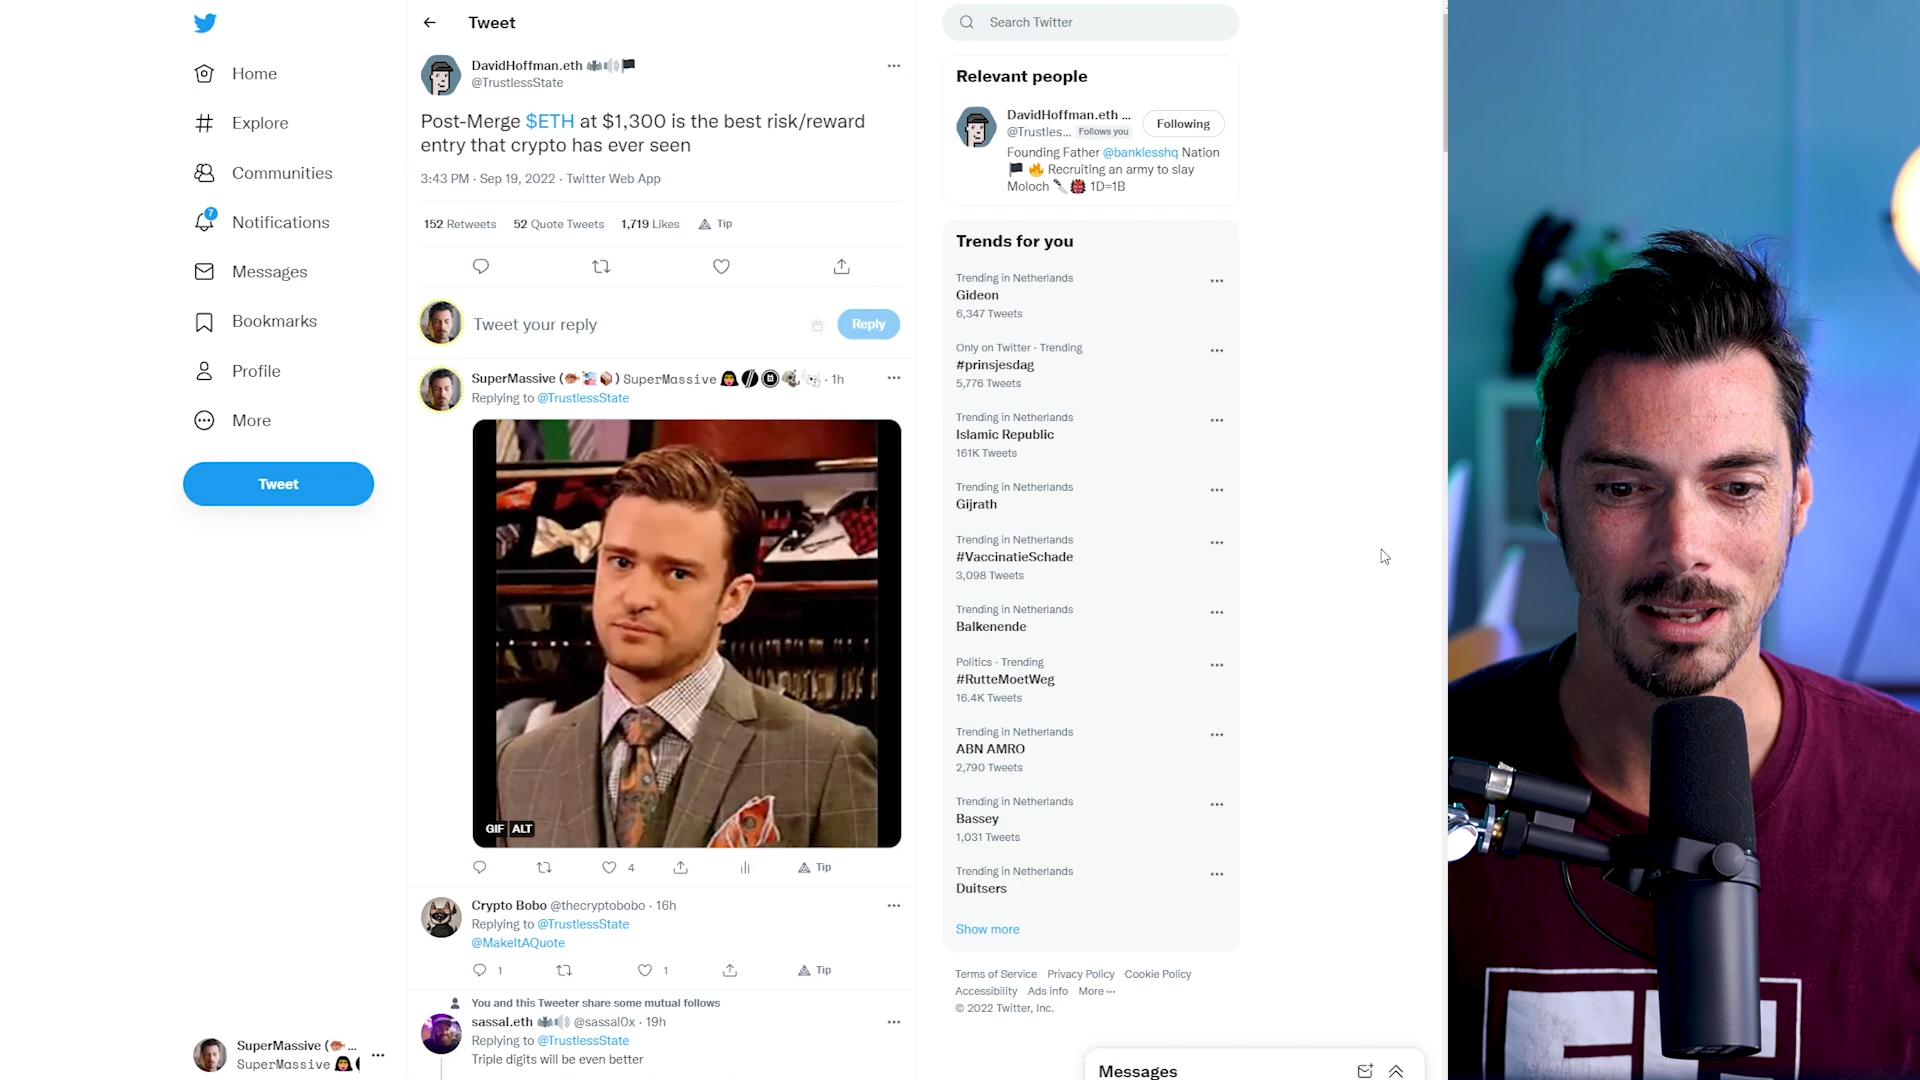 Home
Explore
Communities
7
Notifications
Messages
Bookmarks
Profile
More
Tweet
SuperMassive ( ...
SuperMassive
Tweet
DavidHoffman.eth
@TrustlessState
Post-Merge $ETH at $1,300 is the best risk/reward
entry that crypto has ever seen
3:43 PM · Sep 19, 2022 · Twitter Web App
152 Retweets 52 Quote Tweets 1,719 Likes Tip
Tweet your reply
Reply
SuperMassive ( ) SuperMassive · 1h
Replying to @TrustlessState
GIF ALT
4 Tip
Crypto Bobo @thecryptobobo · 16h
Replying to @TrustlessState
@MakeItAQuote
1 1 Tip
You and this Tweeter share some mutual follows
sassal.eth @sassal0x · 19h
Replying to @TrustlessState
Triple digits will be even better
Search Twitter
Relevant people
DavidHoffman.eth ...
@Trustles... Follows you
Following
Founding Father @banklesshq Nation
Recruiting an army to slay
Moloch 1D=1B
Trends for you
Trending in Netherlands
Gideon
6,347 Tweets
Only on Twitter · Trending
#prinsjesdag
5,776 Tweets
Trending in Netherlands
Islamic Republic
161K Tweets
Trending in Netherlands
Gijrath
Trending in Netherlands
#VaccinatieSchade
3,098 Tweets
Trending in Netherlands
Balkenende
Politics · Trending
#RutteMoetWeg
16.4K Tweets
Trending in Netherlands
ABN AMRO
2,790 Tweets
Trending in Netherlands
Bassey
1,031 Tweets
Trending in Netherlands
Duitsers
Show more
Terms of Service Privacy Policy Cookie Policy
Accessibility Ads info More ···
© 2022 Twitter, Inc.
Messages